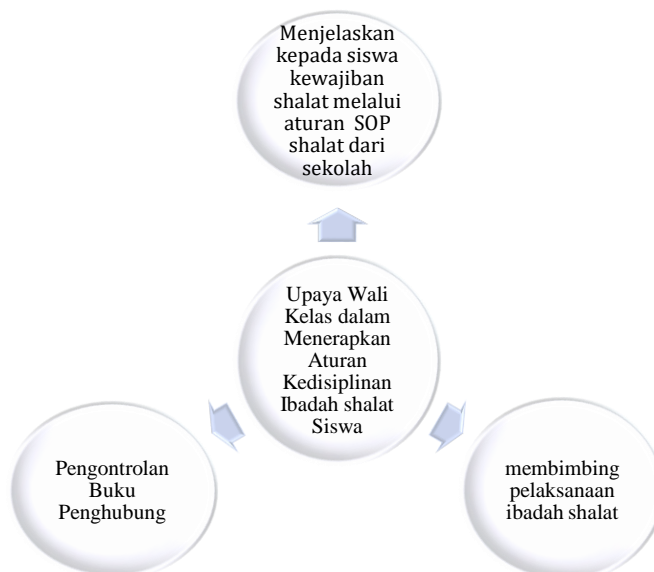 Menjelaskan
kepada siswa
kewajiban
shalat melalui
aturan SOP
shalat dari
sekolah
Upaya Wali
Kelas dalam
Menerapkan
Aturan
Kedisiplinan
Ibadah shalat
Siswa
Pengontrolan
Buku
Penghubung
membimbing
pelaksanaan
ibadah shalat